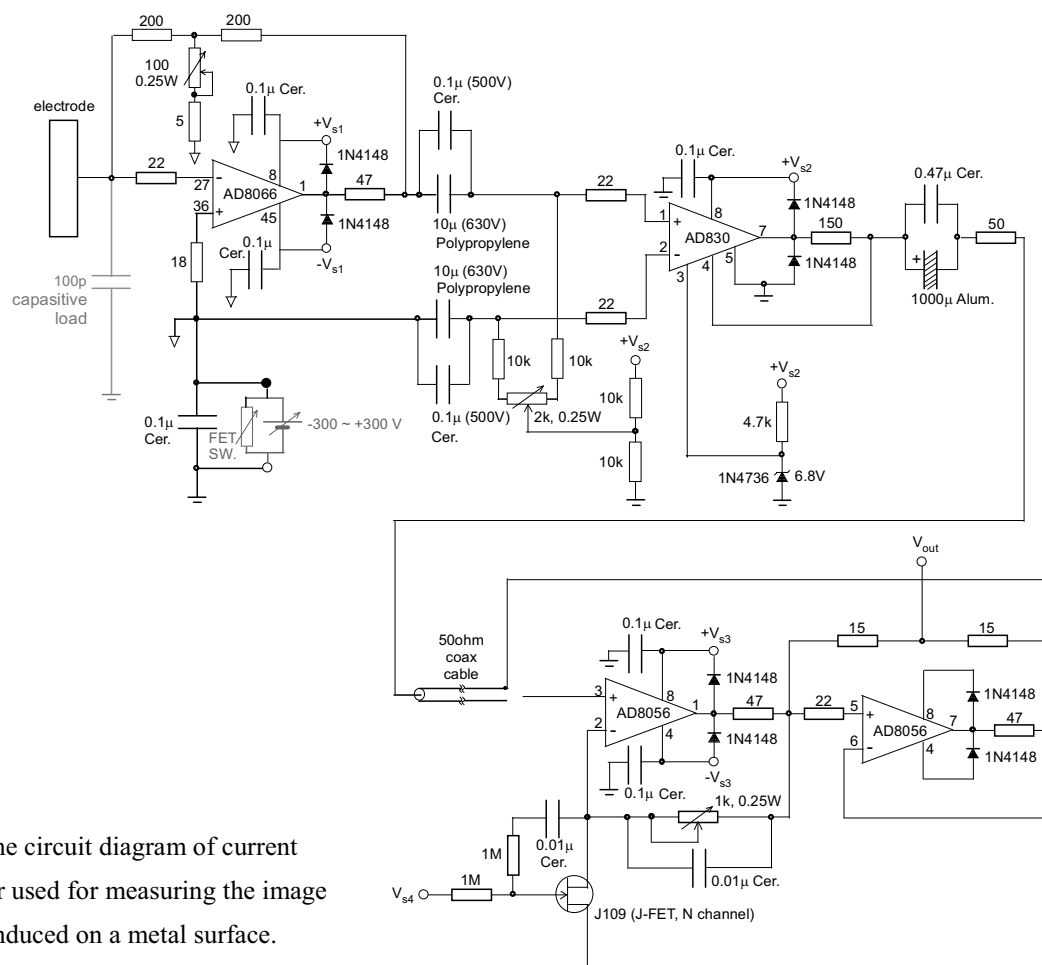 200
200
100
0.25W
5
0.1μ Cer.
0.1μ (500V)
Cer.
electrode
+Vs1
1N4148
22
-
27
8
AD8066
1
36
+
45
47
1N4148
-Vs1
0.1μ
Cer.
18
10μ (630V)
Polypropylene
10μ (630V)
Polypropylene
100p
capasitive
load
0.1μ
Cer.
FET
SW.
-300 ~ +300 V
0.1μ (500V)
Cer.
10k
10k
2k, 0.25W
22
22
0.1μ Cer.
+Vs2
1N4148
1
+
8
AD830
7
2
-
3
4
5
150
1N4148
0.47μ Cer.
50
+
1000μ Alum.
+Vs2
10k
10k
+Vs2
4.7k
1N4736
6.8V
Vout
50ohm
coax
cable
0.1μ Cer.
+Vs3
1N4148
3
+
8
AD8056
1
2
-
4
47
1N4148
-Vs3
0.1μ Cer.
15
15
22
5
+
8
AD8056
7
6
-
4
1N4148
47
1N4148
1k, 0.25W
0.01μ
Cer.
0.01μ Cer.
1M
Vs4
1M
J109 (J-FET, N channel)
he circuit diagram of current
r used for measuring the image
nduced on a metal surface.